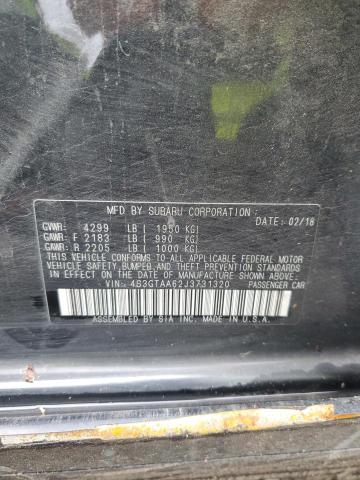 MFD BY SUBARU CORPORATION
DATE: 02/18
GVWR: 4299 LB [ 1950 KG]
GAWR: F 2183 LB [ 990 KG]
GAWR: R 2205 LB [ 1000 KG]
THIS VEHICLE CONFORMS TO ALL APPLICABLE FEDERAL MOTOR
VEHICLE SAFETY, BUMPER, AND THEFT PREVENTION STANDARDS
IN EFFECT ON THE DATE OF MANUFACTURE SHOWN ABOVE.
VIN: 4S3GTAA62J3731320 PASSENGER CAR
ASSEMBLED BY SIA MADE IN U.S.A.